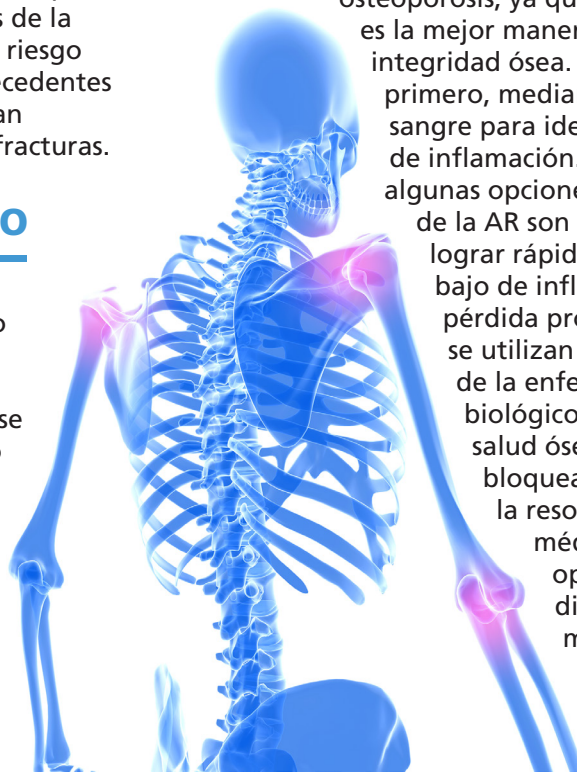 s de la
riesgo
ecedentes
an
fracturas.
o
o
se
osteoporosis, ya qu
es la mejor maner
integridad ósea.
primero, media
sangre para ide
de inflamación.
algunas opcione
de la AR son
lograr rápid
bajo de infl
pérdida pro
se utilizan
de la enfe
biológico
salud óse
bloquea
la reso
méd
op
di
m